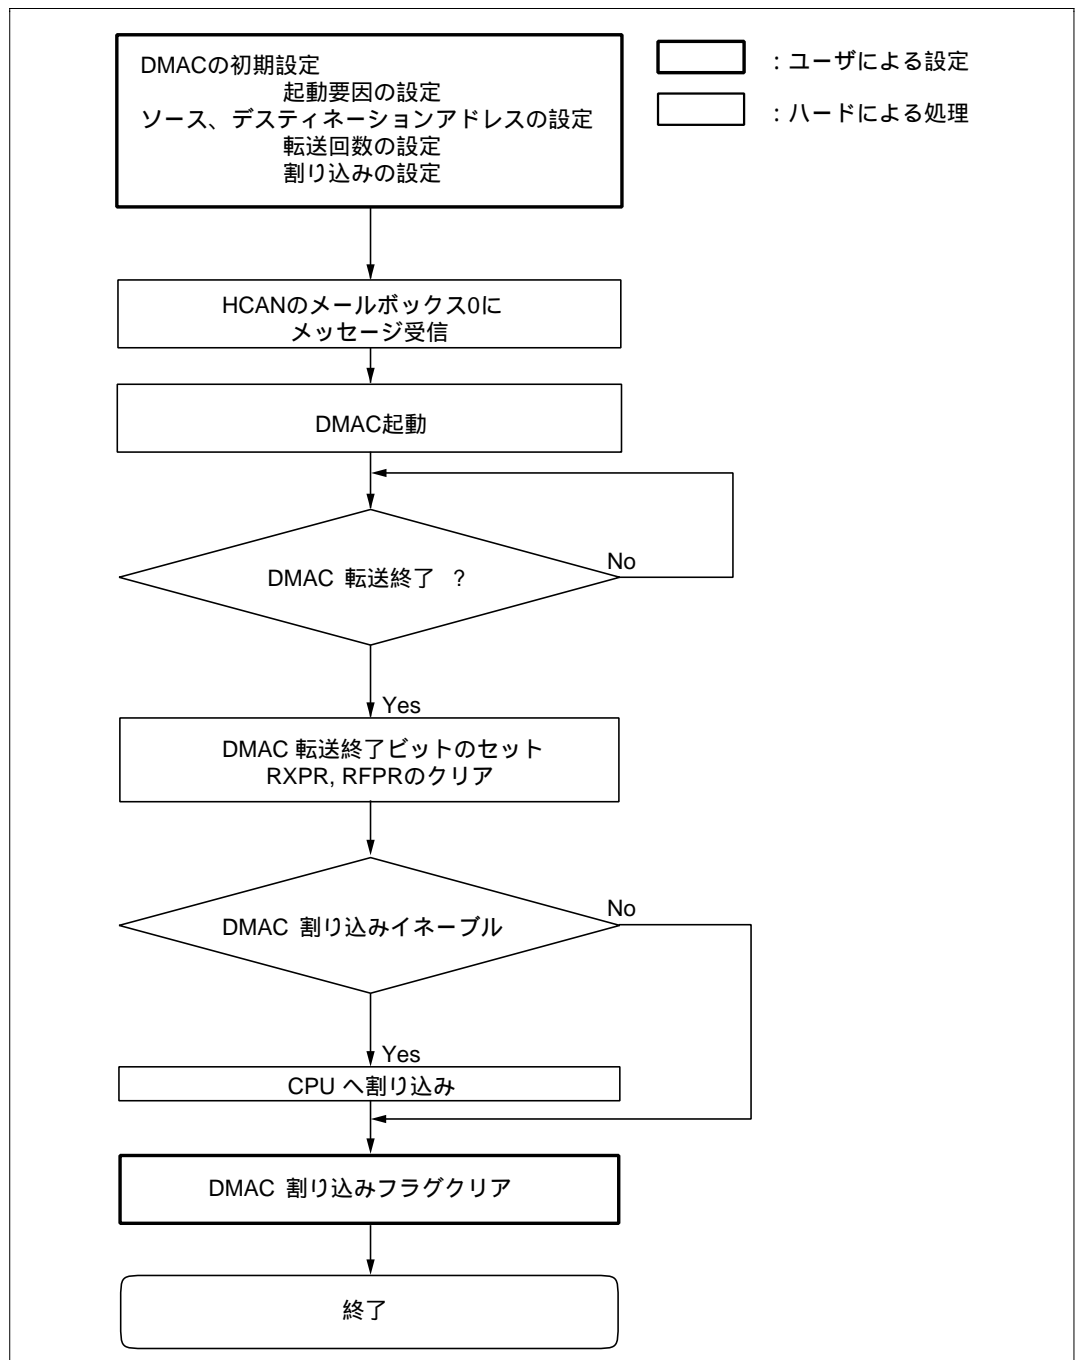 DMACの初期設定
起動要因の設定
ソース、デスティネーションアドレスの設定
転送回数の設定
割り込みの設定
：ユーザによる設定
：ハードによる処理
HCANのメールボックス0に
メッセージ受信
DMAC起動
DMAC 転送終了 ?
No
Yes
DMAC 転送終了ビットのセット
RXPR, RFPRのクリア
DMAC 割り込みイネーブル
No
Yes
CPU へ割り込み
DMAC 割り込みフラグクリア
終了